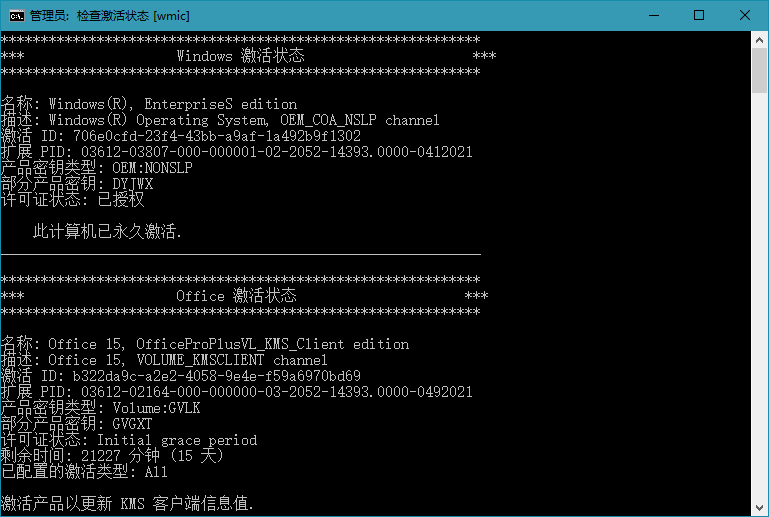 管理员: 检查激活状态 [wmic]
************************************************************
***                   Windows 激活状态                     ***
************************************************************
名称: Windows(R), EnterpriseS edition
描述: Windows(R) Operating System, OEM_COA_NSLP channel
激活 ID: 706e0cfd-23f4-43bb-a9af-1a492b9f1302
扩展 PID: 03612-03807-000-000001-02-2052-14393.0000-0412021
产品密钥类型: OEM:NONSLP
部分产品密钥: DYJWX
许可证状态: 已授权
此计算机已永久激活.
____________________________________________________________
************************************************************
***                   Office 激活状态                     ***
************************************************************
名称: Office 15, OfficeProPlusVL_KMS_Client edition
描述: Office 15, VOLUME_KMSCLIENT channel
激活 ID: b322da9c-a2e2-4058-9e4e-f59a6970bd69
扩展 PID: 03612-02164-000-000000-03-2052-14393.0000-0492021
产品密钥类型: Volume:GVLK
部分产品密钥: GVGXT
许可证状态: Initial grace period
剩余时间: 21227 分钟 (15 天)
已配置的激活类型: All
激活产品以更新 KMS 客户端信息值.